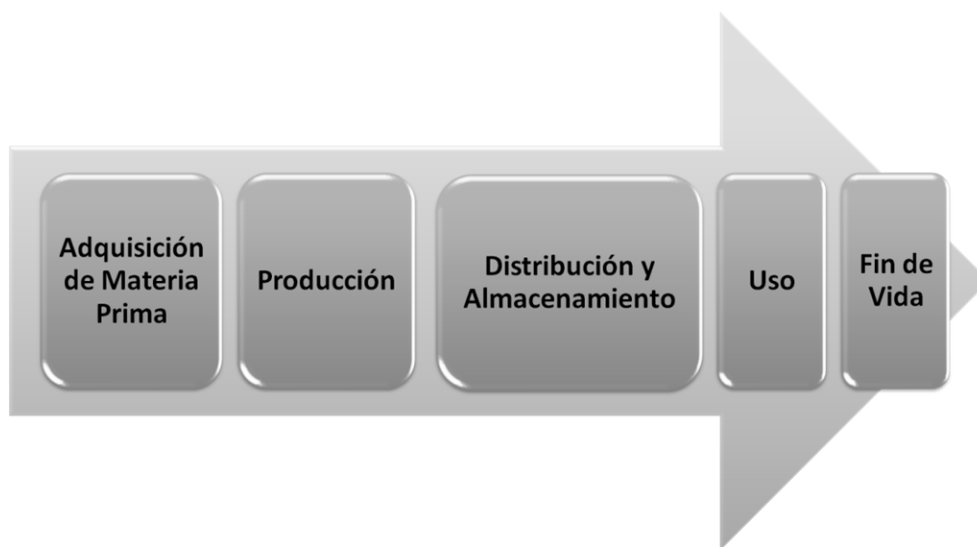 Adquisición
de Materia
Prima
Producción
Distribución y
Almacenamiento
Uso
Fin de
Vida